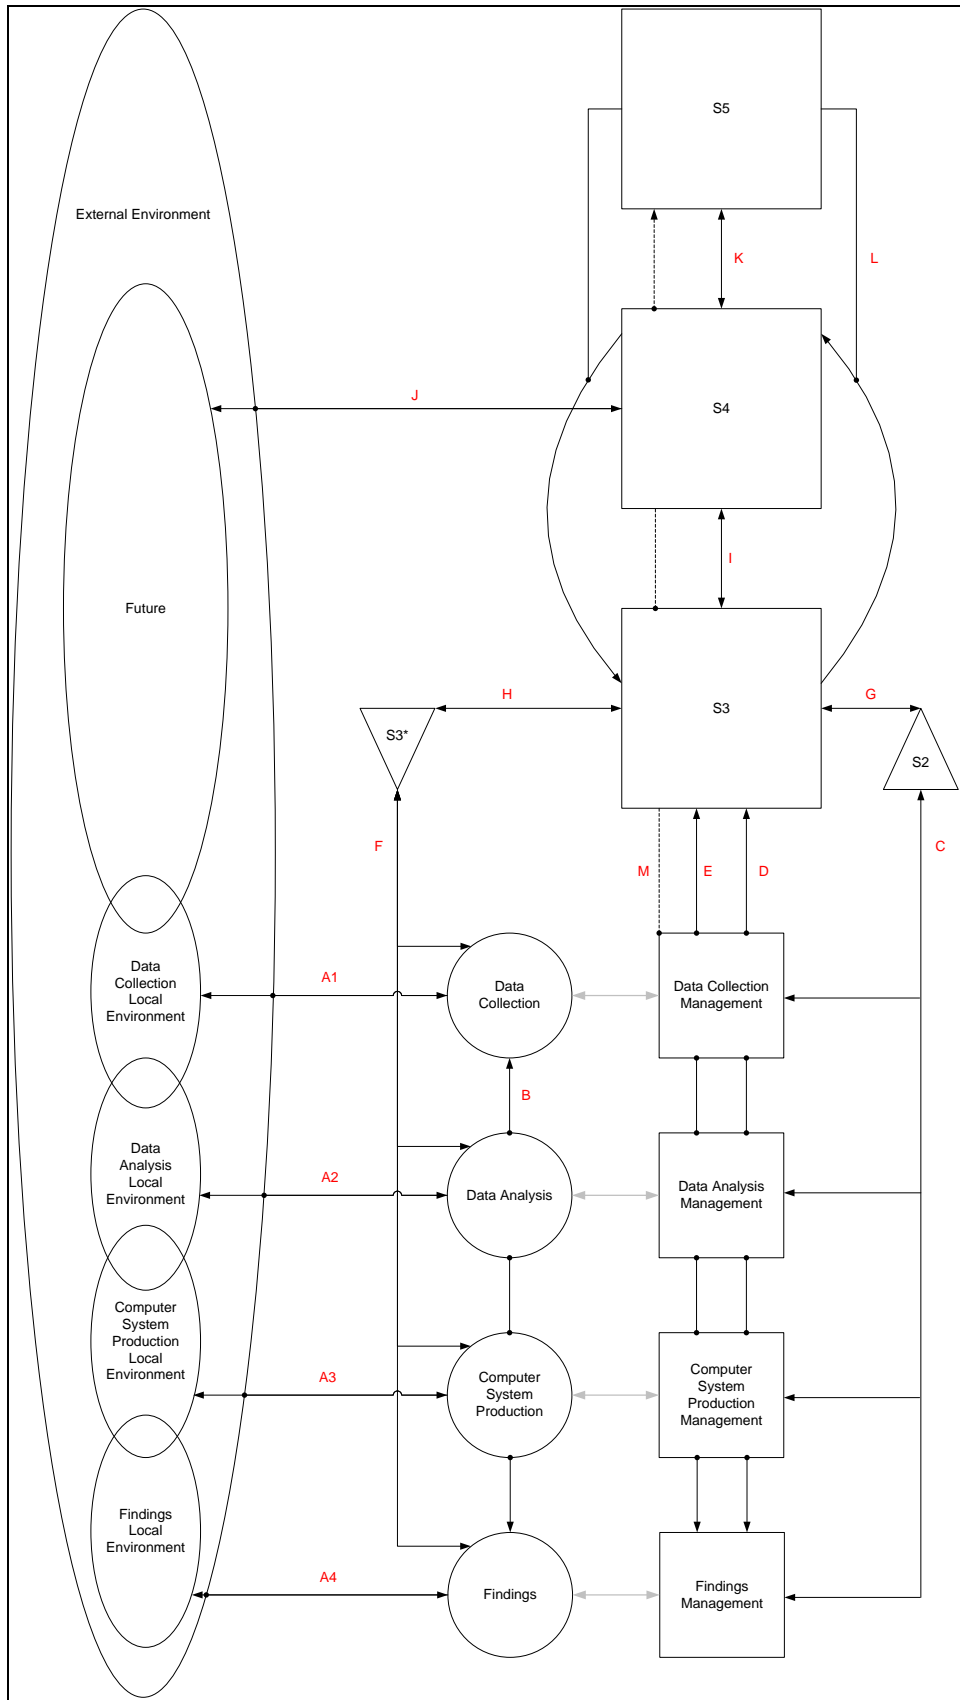 S5
External Environment
K
L
J
S4
I
Future
H
S3
G
S3*
S2
F
M
E
D
C
Data
Collection
Local
Environment
A1
Data
Collection
Data Collection
Management
B
Data
Analysis
Local
Environment
A2
Data Analysis
Data Analysis
Management
Computer
System
Production
Local
Environment
A3
Computer
System
Production
Computer
System
Production
Management
Findings
Local
Environment
A4
Findings
Findings
Management